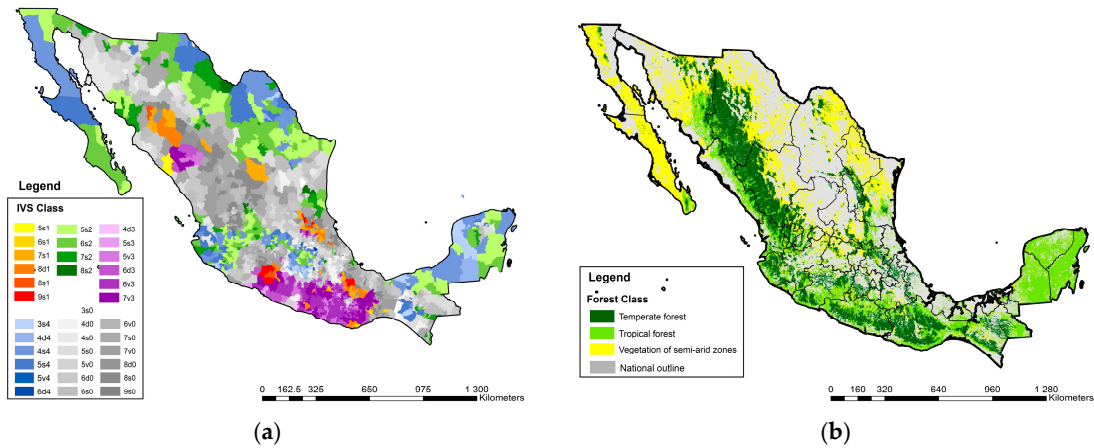 Legend
IVS Class
5s1 5s2 4d3
6s1 6s2 5s3
7s1 7s2 5v3
8d1 8s2 6d3
8a1 6v3
9s1 7v3
3s0
3s4 4d0 6v0
4d4 4s0 7s0
4s4 5s0 7v0
5s4 5v0 8d0
5v4 6d0 8s0
6d4 6s0 9s0
0 162.5 325 650 975 1 300
Kilometers
(a)
Legend
Forest Class
Temperate forest
Tropical forest
Vegetation of semi-arid zones
National outline
0 160 320 640 960 1 280
Kilometers
(b)